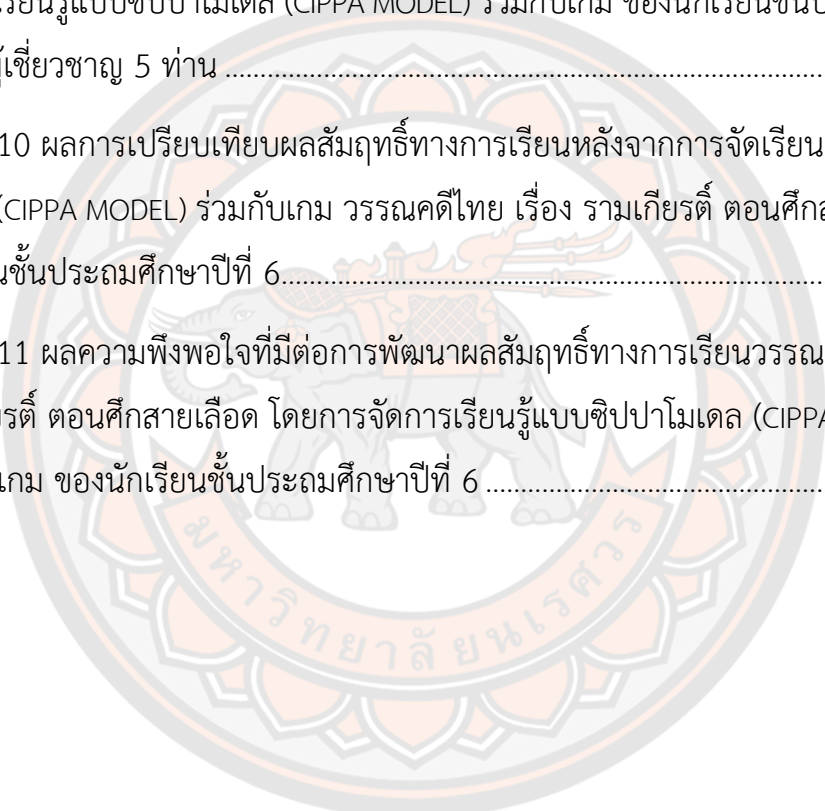 เรียนรู้แบบซิปปาโมเดล (CIPPA MODEL) ร่วมกับเกม ของนักเรียนชั้นป
ผู้เชี่ยวชาญ 5 ท่าน
10 ผลการเปรียบเทียบผลสัมฤทธิ์ทางการเรียนหลังจากการจัดเรียน
(CIPPA MODEL) ร่วมกับเกม วรรณคดีไทย เรื่อง รามเกียรติ์ ตอนศึกส
นชั้นประถมศึกษาปีที่ 6
11 ผลความพึงพอใจที่มีต่อการพัฒนาผลสัมฤทธิ์ทางการเรียนวรรณ
ยรติ์ ตอนศึกสายเลือด โดยการจัดการเรียนรู้แบบซิปปาโมเดล (CIPPA
เกม ของนักเรียนชั้นประถมศึกษาปีที่ 6
มหาวิทยาลัยนเรศวร